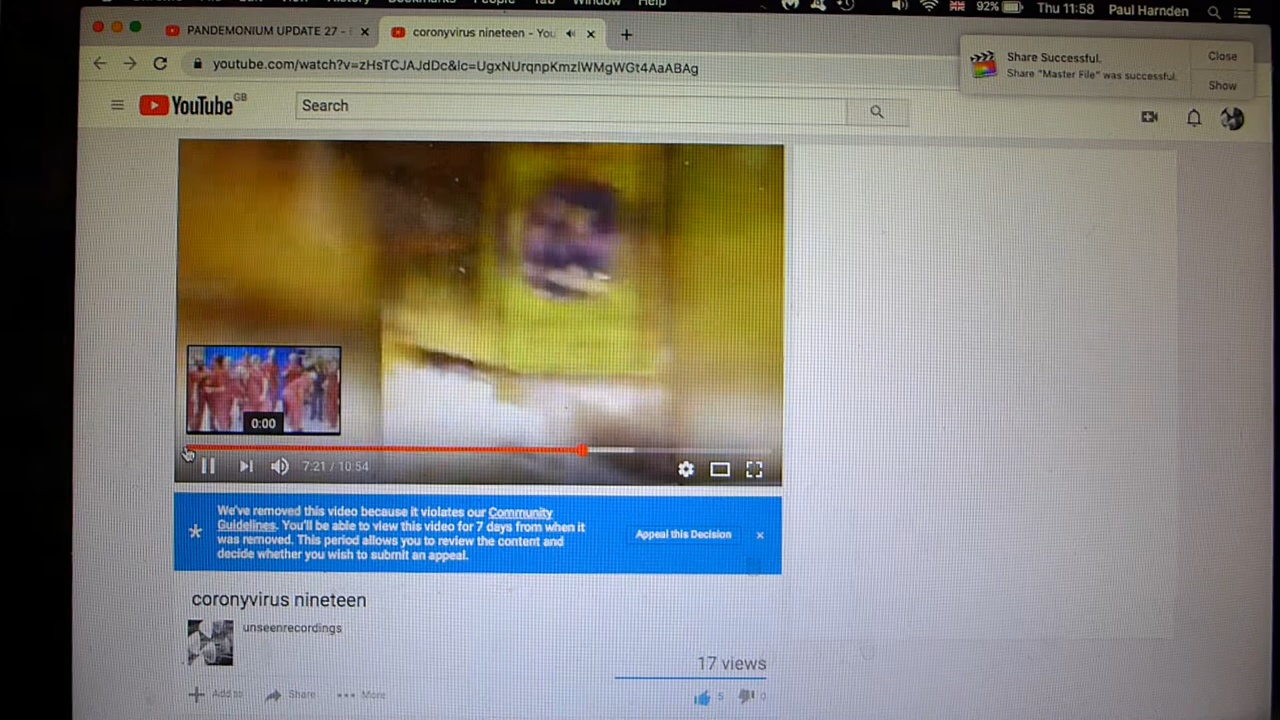 92% Thu 11:58 Paul Harnden
PANDEMONIUM UPDATE 27 -
coronyvirus nineteen - You
youtube.com/watch?v=zHsTCJAJdDc&lc=UgxNUrqnpKmzlWMgWGt4AaABAg
Share Successful.
Share "Master File" was successful.
Close
Show
YouTube GB
Search
0:00
7:21 / 10:54
We've removed this video because it violates our Community
Guidelines. You'll be able to view this video for 7 days from when it
was removed. This period allows you to review the content and
decide whether you wish to submit an appeal.
Appeal this Decision
coronyvirus nineteen
unseenrecordings
17 views
Add to Share More
5 0